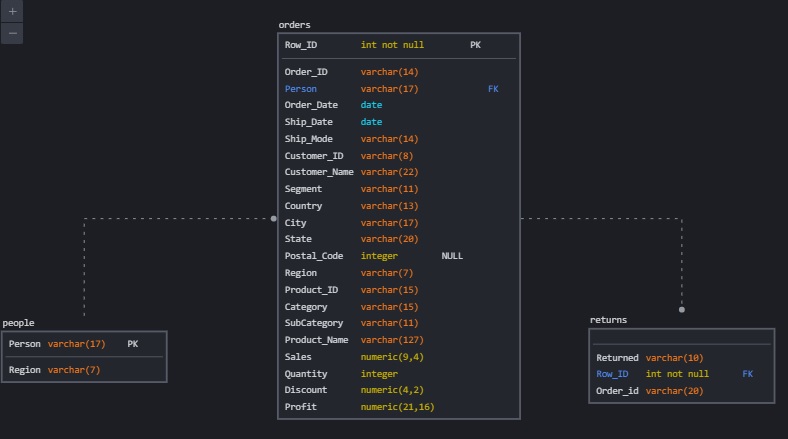 +
−
orders
Row_ID int not null PK
Order_ID varchar(14)
Person varchar(17) FK
Order_Date date
Ship_Date date
Ship_Mode varchar(14)
Customer_ID varchar(8)
Customer_Name varchar(22)
Segment varchar(11)
Country varchar(13)
City varchar(17)
State varchar(20)
Postal_Code integer NULL
Region varchar(7)
Product_ID varchar(15)
Category varchar(15)
SubCategory varchar(11)
Product_Name varchar(127)
Sales numeric(9,4)
Quantity integer
Discount numeric(4,2)
Profit numeric(21,16)
people
Person varchar(17) PK
Region varchar(7)
returns
Returned varchar(10)
Row_ID int not null FK
Order_id varchar(20)